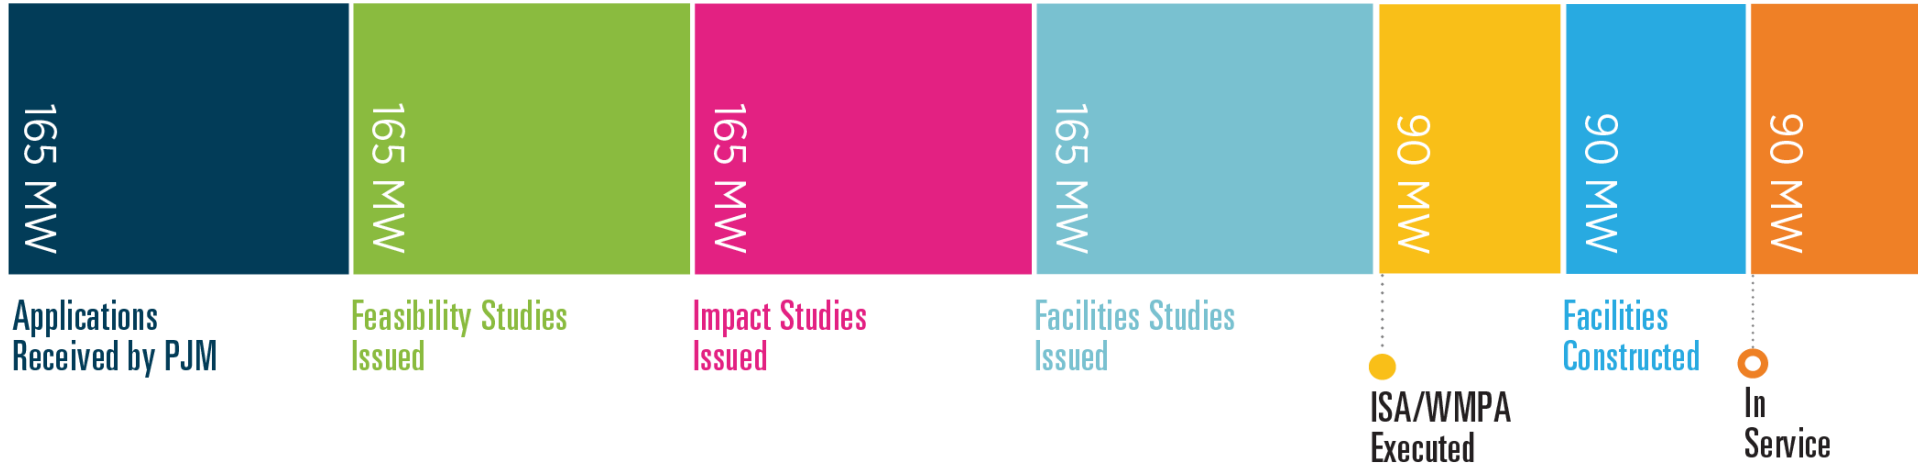 165 MW
165 MW
165 MW
165 MW
90 MW
90 MW
90 MW
Applications
Received by PJM
Feasibility Studies
Issued
Impact Studies
Issued
Facilities Studies
Issued
ISA/WMPA
Executed
Facilities
Constructed
In
Service